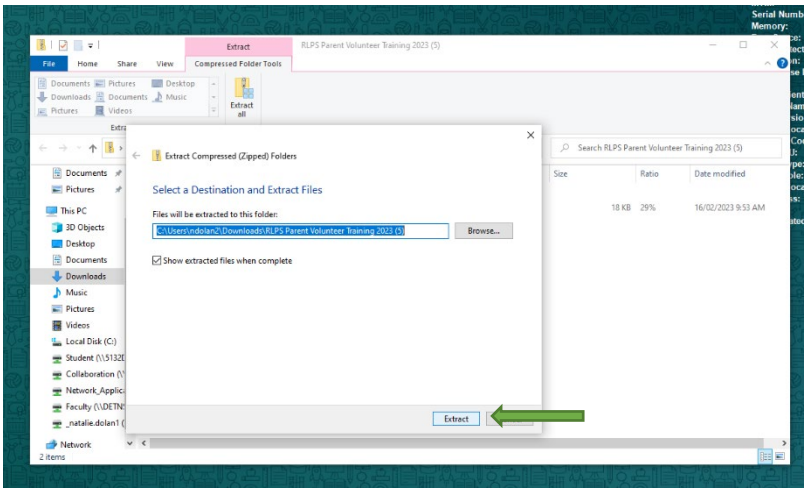 Serial Numb
Memory:
Extract
RLPS Parent Volunteer Training 2023 (5)
File Home Share View Compressed Folder Tools
Documents Pictures Desktop
Downloads Documents Music
Pictures Videos
Extract
all
Extra
Extract Compressed (Zipped) Folders
Search RLPS Parent Volunteer Training 2023 (5)
Documents
Pictures
This PC
3D Objects
Desktop
Documents
Downloads
Music
Pictures
Videos
Local Disk (C:)
Student (\\5132D
Collaboration (\
Network_Applic
Faculty (\\DETN
_natalie.dolan1 (
Network
2 items
Select a Destination and Extract Files
Files will be extracted to this folder:
C:\Users\ndolan2\Downloads\RLPS Parent Volunteer Training 2023 (5)
Browse...
Show extracted files when complete
Extract
Size Ratio Date modified
18 KB 29% 16/02/2023 9:53 AM